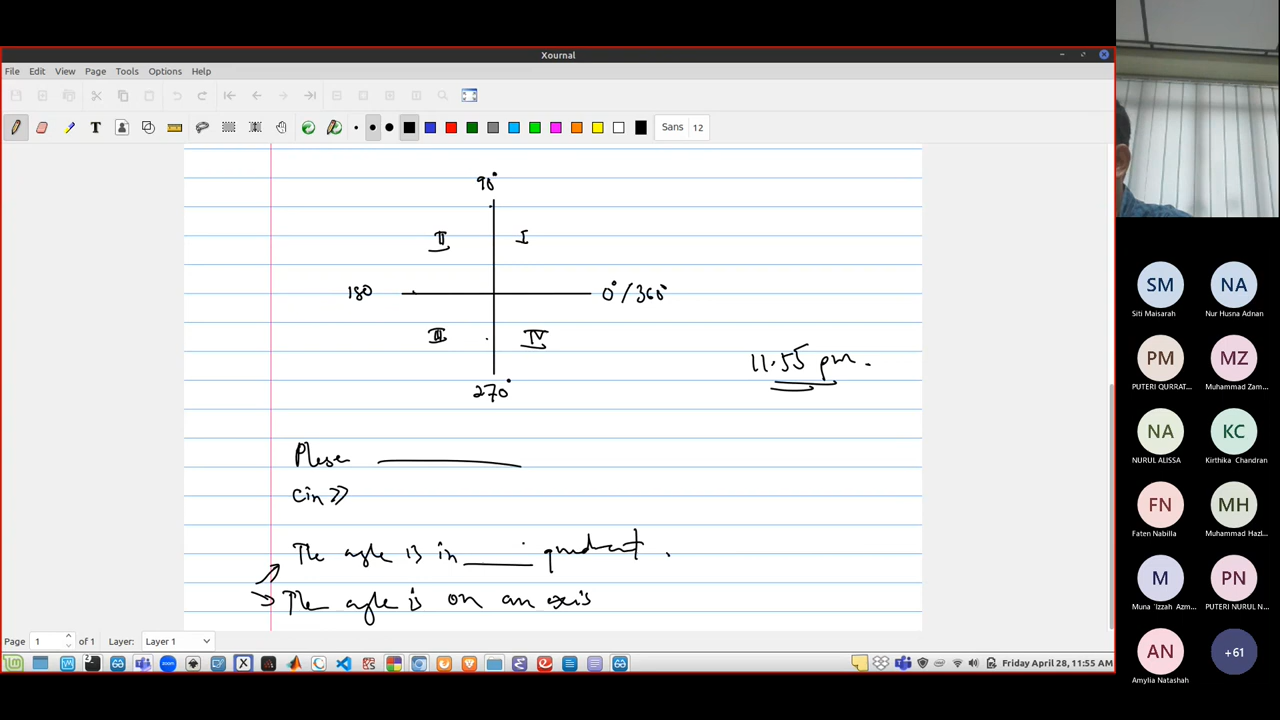 Xournal
File Edit View Page Tools Options Help
Sans 12
90°
II I
180 0°/360°
III IV
270°
11.55 pm.
Please
Cin >>
The angle is in _____ quadrant.
The angle is on an axis
Page 1 of 1 Layer: Layer 1
Friday April 28, 11:55 AM
SM NA
Siti Maisarah Nur Husna Adnan
PM MZ
PUTERI QURRAT... Muhammad Zam...
NA KC
NURUL ALISSA Kirthika Chandran
FN MH
Faten Nabilla Muhammad Hazl...
M PN
Muna 'Izzah Azm... PUTERI NURUL N...
AN +61
Amylia Natashah